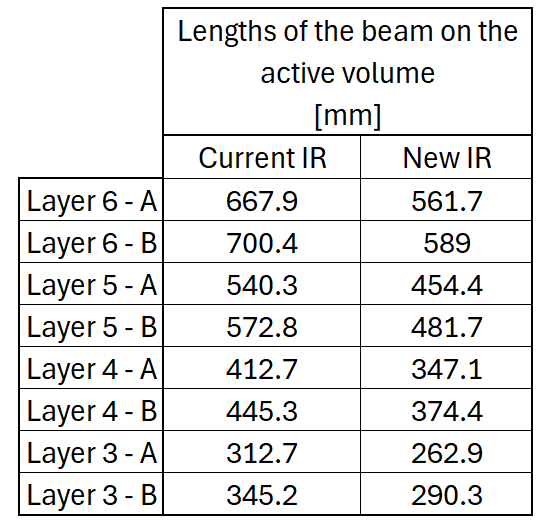 Lengths of the beam on the
active volume
[mm]
Current IR New IR
Layer 6 - A 667.9 561.7
Layer 6 - B 700.4 589
Layer 5 - A 540.3 454.4
Layer 5 - B 572.8 481.7
Layer 4 - A 412.7 347.1
Layer 4 - B 445.3 374.4
Layer 3 - A 312.7 262.9
Layer 3 - B 345.2 290.3